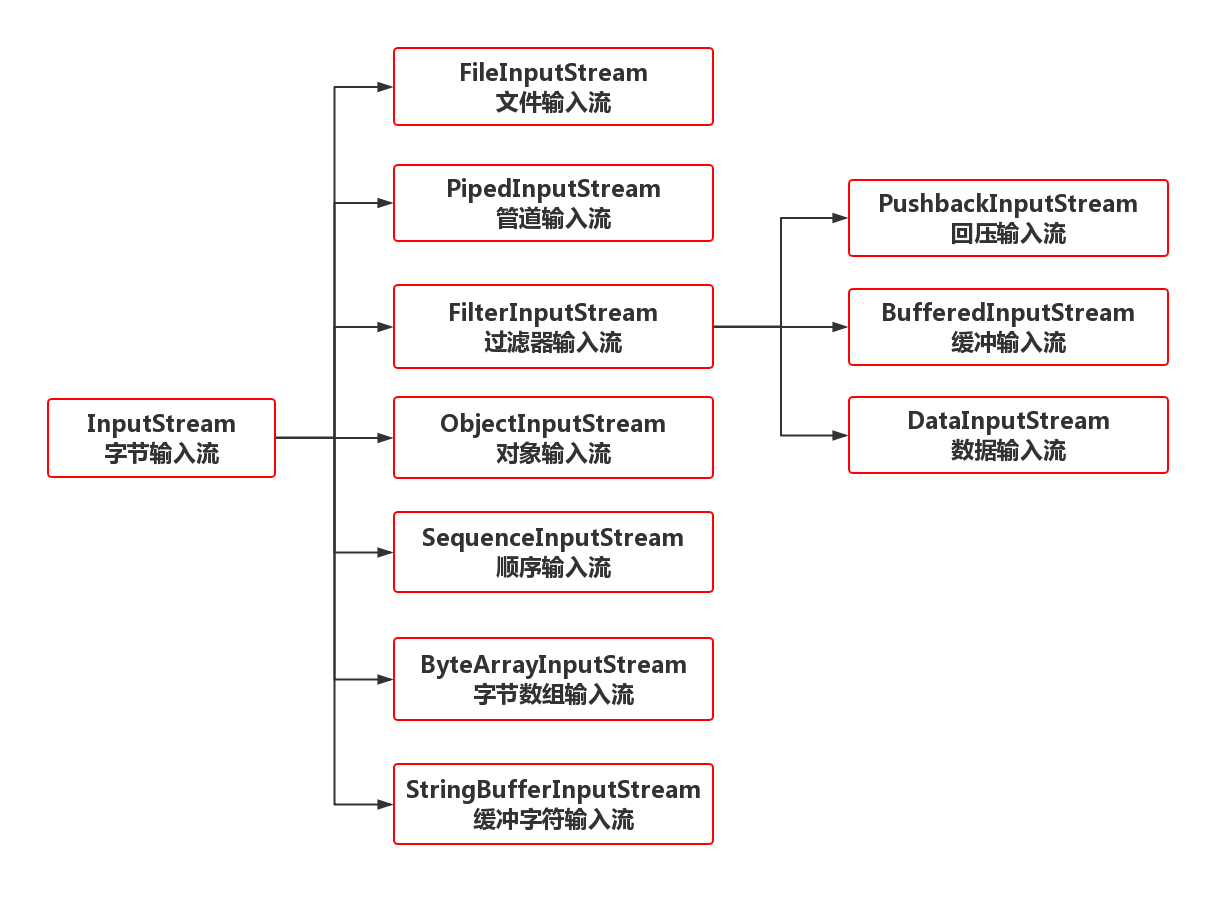 FileInputStream
文件输入流
PipedInputStream
管道输入流
FilterInputStream
过滤器输入流
InputStream
字节输入流
ObjectInputStream
对象输入流
SequenceInputStream
顺序输入流
ByteArrayInputStream
字节数组输入流
StringBufferInputStream
缓冲字符输入流
PushbackInputStream
回压输入流
BufferedInputStream
缓冲输入流
DataInputStream
数据输入流